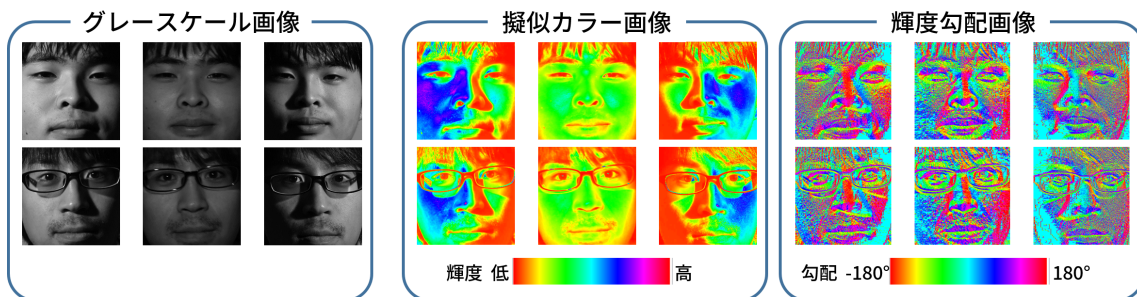 グレースケール画像
擬似カラー画像
輝度勾配画像
輝度 低 高
勾配 -180° 180°